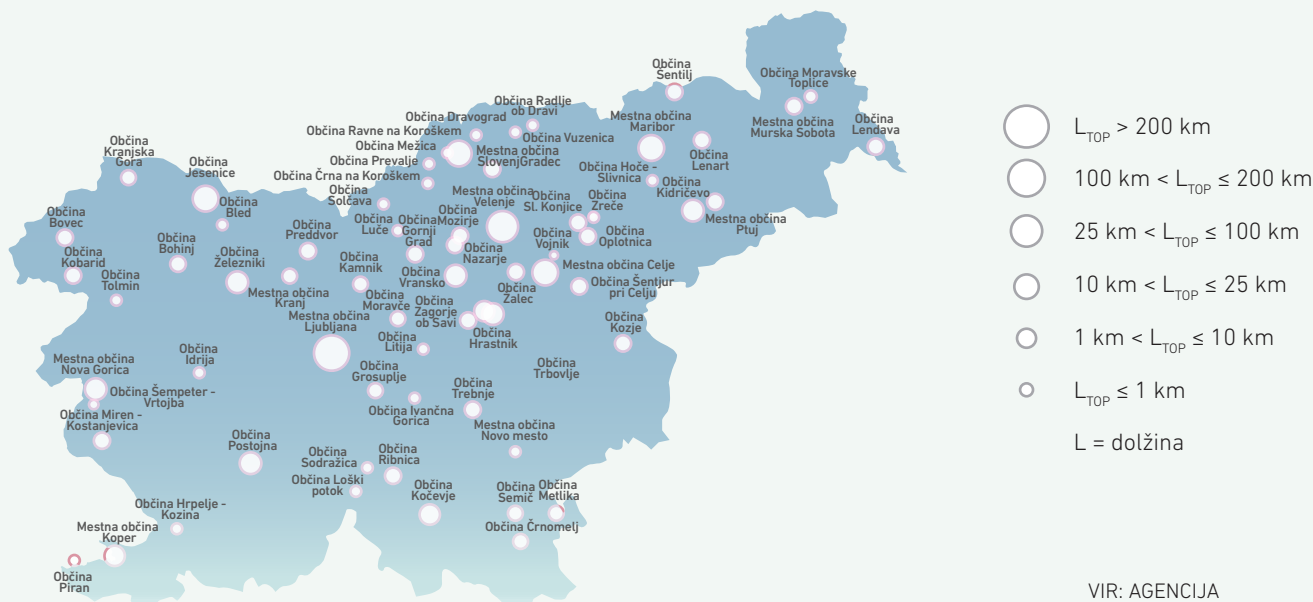 Občina
Šentilj
Občina Moravske
Toplice
Občina Radlje
ob Dravi
Občina Dravograd
Mestna občina
Maribor
Mestna občina
Murska Sobota
Občina
Lendava
Občina Ravne na Koroškem
Občina Vuzenica
Občina
Kranjska
Gora
Občina Mežica
Mestna občina
SlovenjGradec
Občina
Lenart
Občina Prevalje
Občina
Jesenice
Občina Hoče -
Slivnica
Občina Črna na Koroškem
Občina
Kidričevo
Občina
Solčava
Mestna občina
Velenje
Občina
Sl. Konjice
Občina
Zreče
Občina
Bled
Občina
Bovec
Občina
Luče
Občina
Gornji
Grad
Občina
Mozirje
Mestna občina
Ptuj
Občina
Preddvor
Občina
Oplotnica
Občina
Bohinj
Občina
Vojnik
Občina
Kobarid
Občina
Železniki
Občina
Nazarje
Občina
Kamnik
Mestna občina Celje
Občina
Tolmin
Občina
Vransko
Občina
Žalec
Občina Šentjur
pri Celju
Mestna občina
Kranj
Občina
Moravče
Občina
Zagorje
ob Savi
Mestna občina
Ljubljana
Občina
Kozje
Občina
Litija
Občina
Hrastnik
Občina
Idrija
Mestna občina
Nova Gorica
Občina
Grosuplje
Občina
Trbovlje
Občina Šempeter -
Vrtojba
Občina
Trebnje
Občina Miren -
Kostanjevica
Občina Ivančna
Gorica
Mestna občina
Novo mesto
Občina
Postojna
Občina
Sodražica
Občina
Ribnica
Občina Loški
potok
Občina
Kočevje
Občina
Semič
Občina
Metlika
Občina Hrpelje -
Kozina
Mestna občina
Koper
Občina Črnomelj
Občina
Piran
L TOP > 200 km
100 km < L TOP ≤ 200 km
25 km < L TOP ≤ 100 km
10 km < L TOP ≤ 25 km
1 km < L TOP ≤ 10 km
L TOP ≤ 1 km
L = dolžina
VIR: AGENCIJA